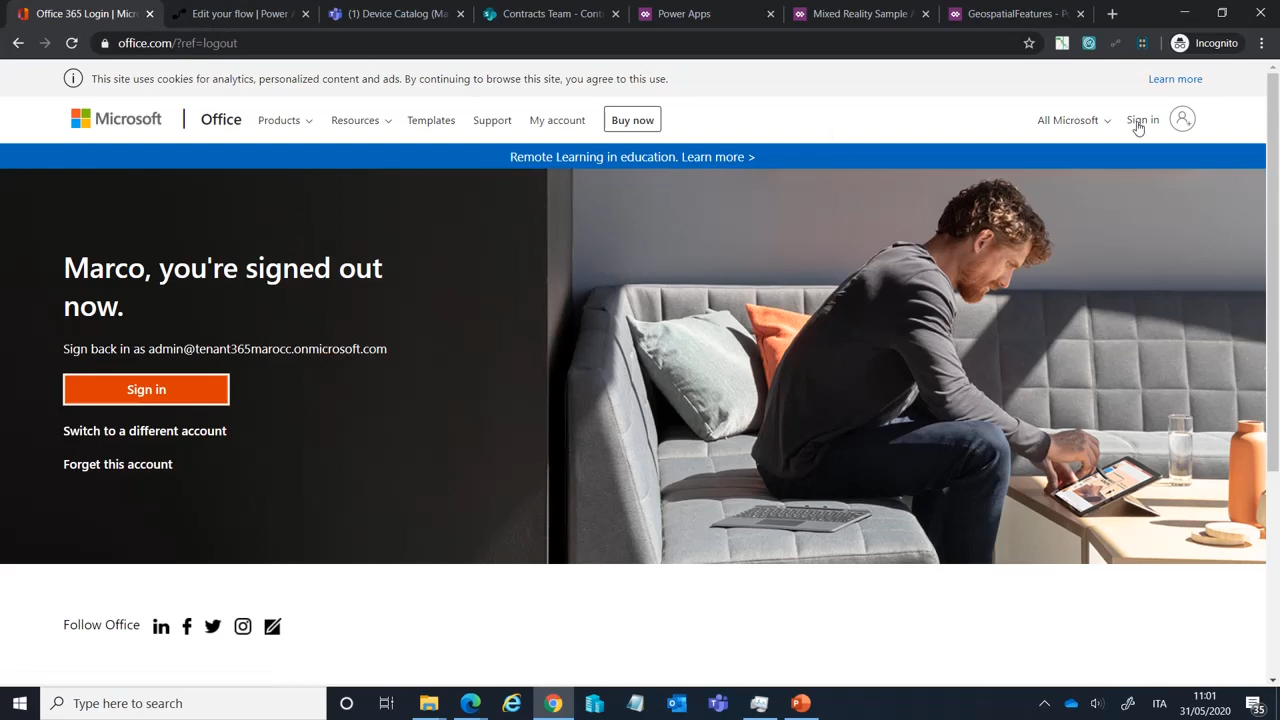 Office 365 Login | Micr
Edit your flow | Power A
(1) Device Catalog (Ma
Contracts Team - Cont
Power Apps
Mixed Reality Sample A
GeospatialFeatures - Po
office.com/?ref=logout
Incognito
This site uses cookies for analytics, personalized content and ads. By continuing to browse this site, you agree to this use.
Learn more
Microsoft
Office
Products
Resources
Templates
Support
My account
Buy now
All Microsoft
Sign in
Remote Learning in education. Learn more >
Marco, you're signed out
now.
Sign back in as admin@tenant365marocc.onmicrosoft.com
Sign in
Switch to a different account
Forget this account
Follow Office
Type here to search
ITA
11:01
31/05/2020
35